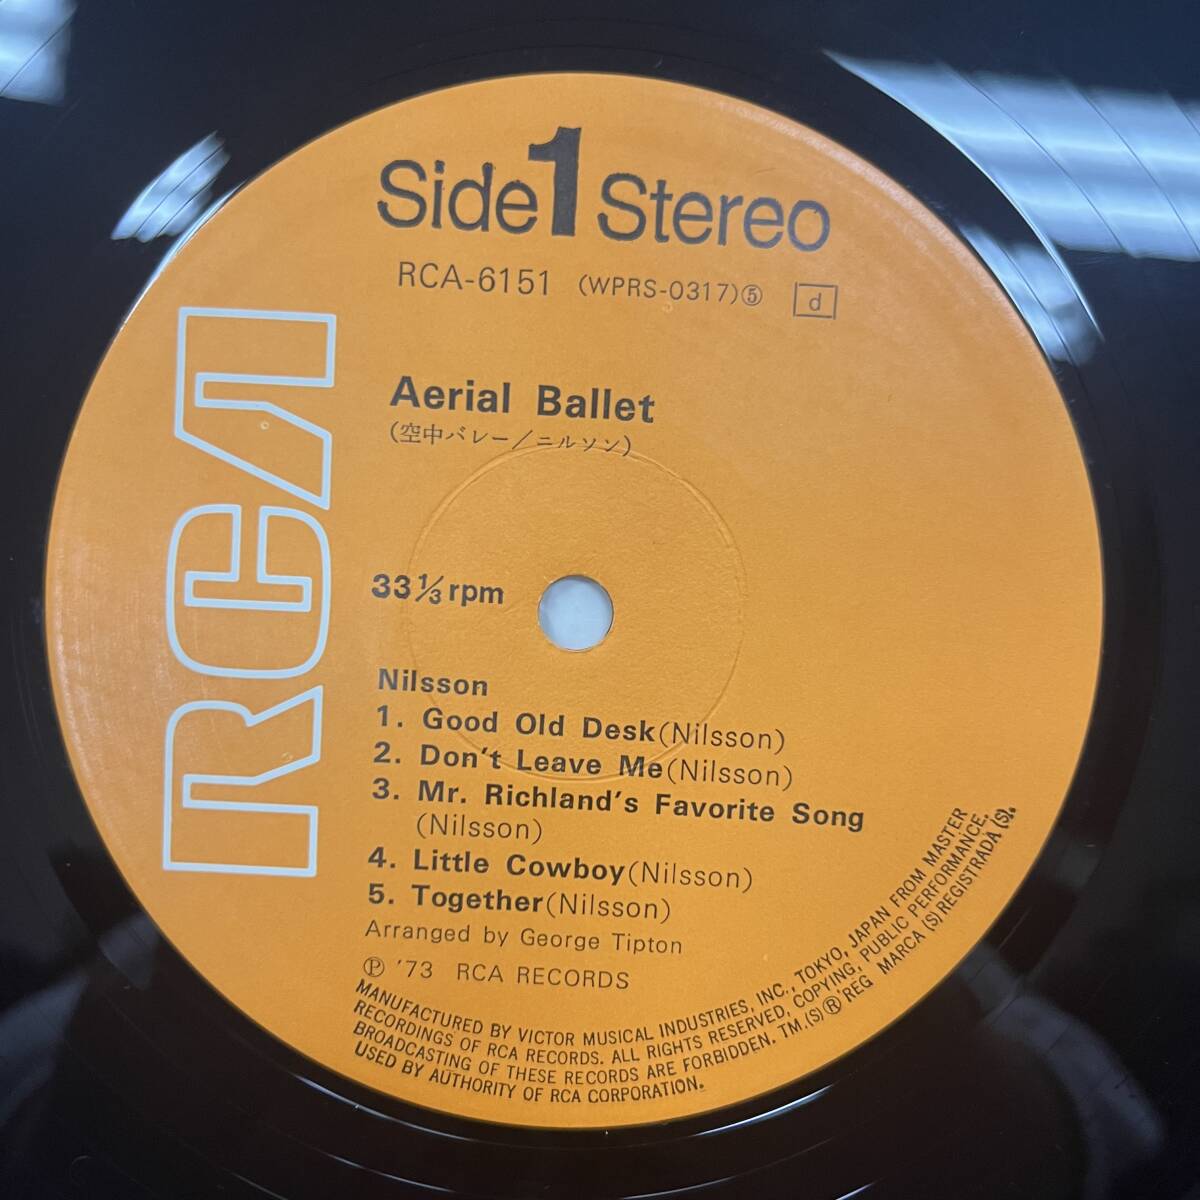 Side 1 Stereo
RCA-6151 (WPRS-0317)⑤ d
RCA
Aerial Ballet
(空中バレー/ニルソン)
33⅓rpm
Nilsson
1. Good Old Desk(Nilsson)
2. Don't Leave Me(Nilsson)
3. Mr. Richland's Favorite Song
(Nilsson)
4. Little Cowboy(Nilsson)
5. Together(Nilsson)
Arranged by George Tipton
Ⓟ '73 RCA RECORDS
MANUFACTURED BY VICTOR MUSICAL INDUSTRIES, INC., TOKYO, JAPAN FROM MASTER
RECORDINGS OF RCA RECORDS. ALL RIGHTS RESERVED, COPYING, PUBLIC PERFORMANCE,
BROADCASTING OF THESE RECORDS ARE FORBIDDEN. TM.(S)® REG MARCA (S) REGISTRADA (S).
USED BY AUTHORITY OF RCA CORPORATION.